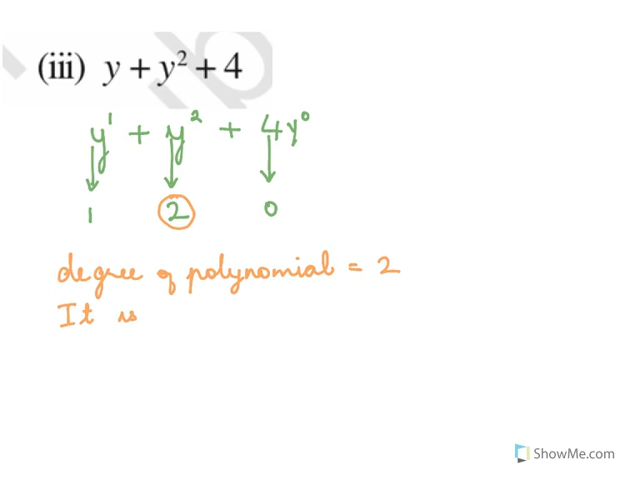 (iii) y + y² + 4
y¹ + y² + 4y⁰
1 2 0
degree of polynomial = 2
It is
ShowMe.com